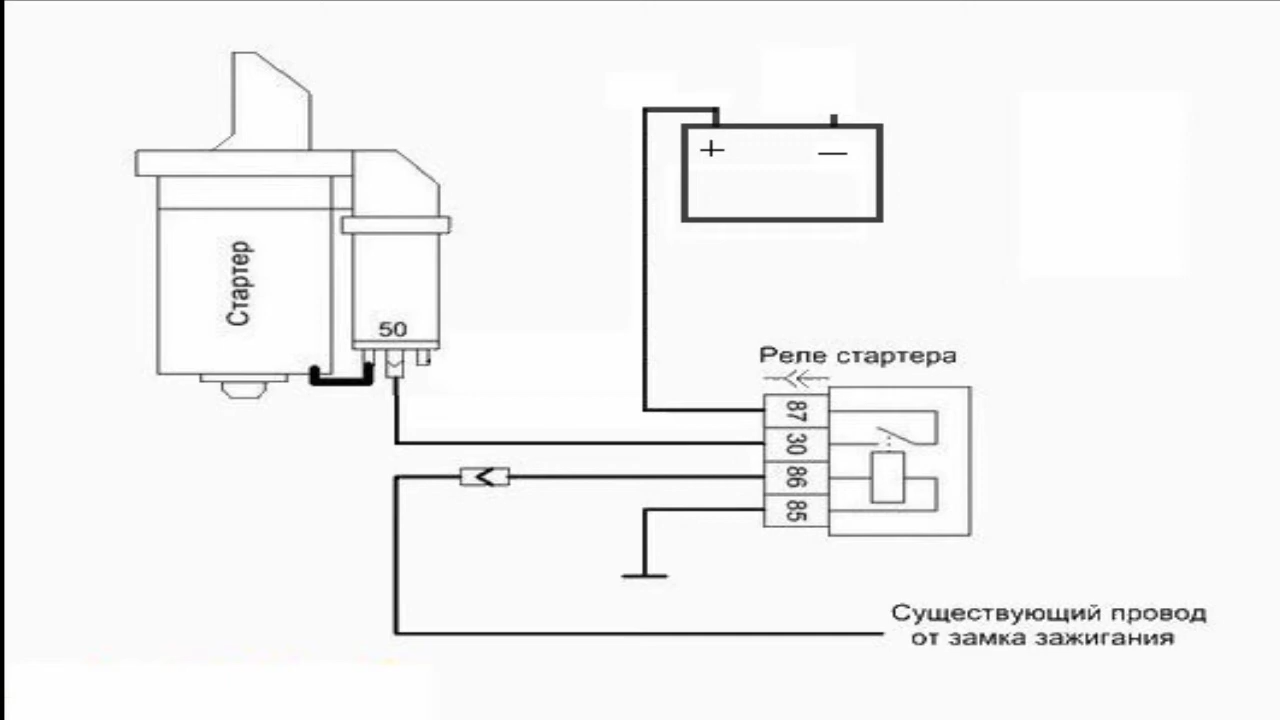 Стартер
50
+ —
Реле стартера
87
30
86
85
Существующий провод
от замка зажигания